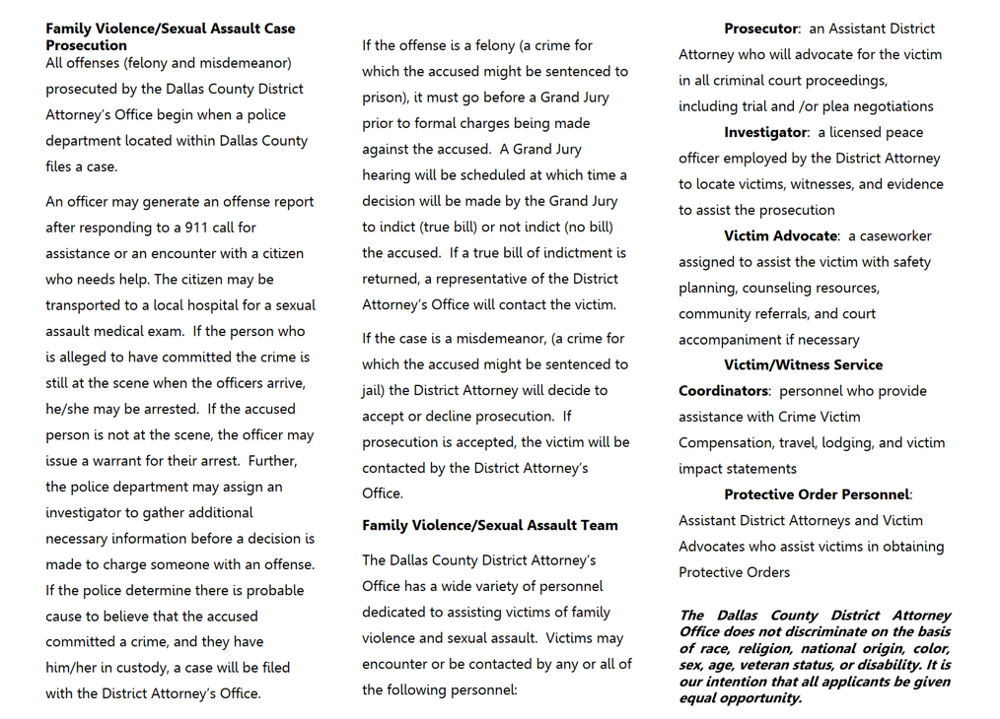 Family Violence/Sexual Assault Case
Prosecution
All offenses (felony and misdemeanor)
prosecuted by the Dallas County District
Attorney's Office begin when a police
department located within Dallas County
files a case.
An officer may generate an offense report
after responding to a 911 call for
assistance or an encounter with a citizen
who needs help. The citizen may be
transported to a local hospital for a sexual
assault medical exam.  If the person who
is alleged to have committed the crime is
still at the scene when the officers arrive,
he/she may be arrested.  If the accused
person is not at the scene, the officer may
issue a warrant for their arrest.  Further,
the police department may assign an
investigator to gather additional
necessary information before a decision is
made to charge someone with an offense.
If the police determine there is probable
cause to believe that the accused
committed a crime, and they have
him/her in custody, a case will be filed
with the District Attorney's Office.
If the offense is a felony (a crime for
which the accused might be sentenced to
prison), it must go before a Grand Jury
prior to formal charges being made
against the accused.  A Grand Jury
hearing will be scheduled at which time a
decision will be made by the Grand Jury
to indict (true bill) or not indict (no bill)
the accused.  If a true bill of indictment is
returned, a representative of the District
Attorney's Office will contact the victim.
If the case is a misdemeanor, (a crime for
which the accused might be sentenced to
jail) the District Attorney will decide to
accept or decline prosecution.  If
prosecution is accepted, the victim will be
contacted by the District Attorney's
Office.
Family Violence/Sexual Assault Team
The Dallas County District Attorney's
Office has a wide variety of personnel
dedicated to assisting victims of family
violence and sexual assault.  Victims may
encounter or be contacted by any or all of
the following personnel:
Prosecutor:  an Assistant District
Attorney who will advocate for the victim
in all criminal court proceedings,
including trial and /or plea negotiations
Investigator:  a licensed peace
officer employed by the District Attorney
to locate victims, witnesses, and evidence
to assist the prosecution
Victim Advocate:  a caseworker
assigned to assist the victim with safety
planning, counseling resources,
community referrals, and court
accompaniment if necessary
Victim/Witness Service
Coordinators:  personnel who provide
assistance with Crime Victim
Compensation, travel, lodging, and victim
impact statements
Protective Order Personnel:
Assistant District Attorneys and Victim
Advocates who assist victims in obtaining
Protective Orders
The Dallas County District Attorney
Office does not discriminate on the basis
of race, religion, national origin, color,
sex, age, veteran status, or disability. It is
our intention that all applicants be given
equal opportunity.